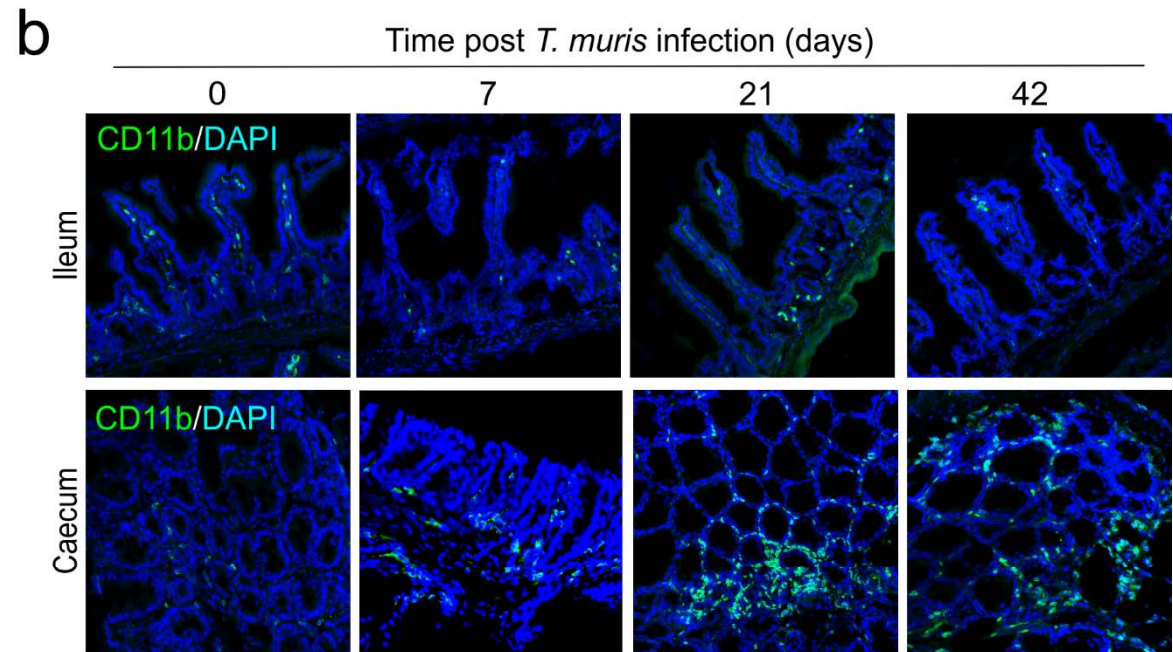 b
Time post T. muris infection (days)
0 7 21 42
Ileum
CD11b/DAPI
Caecum
CD11b/DAPI